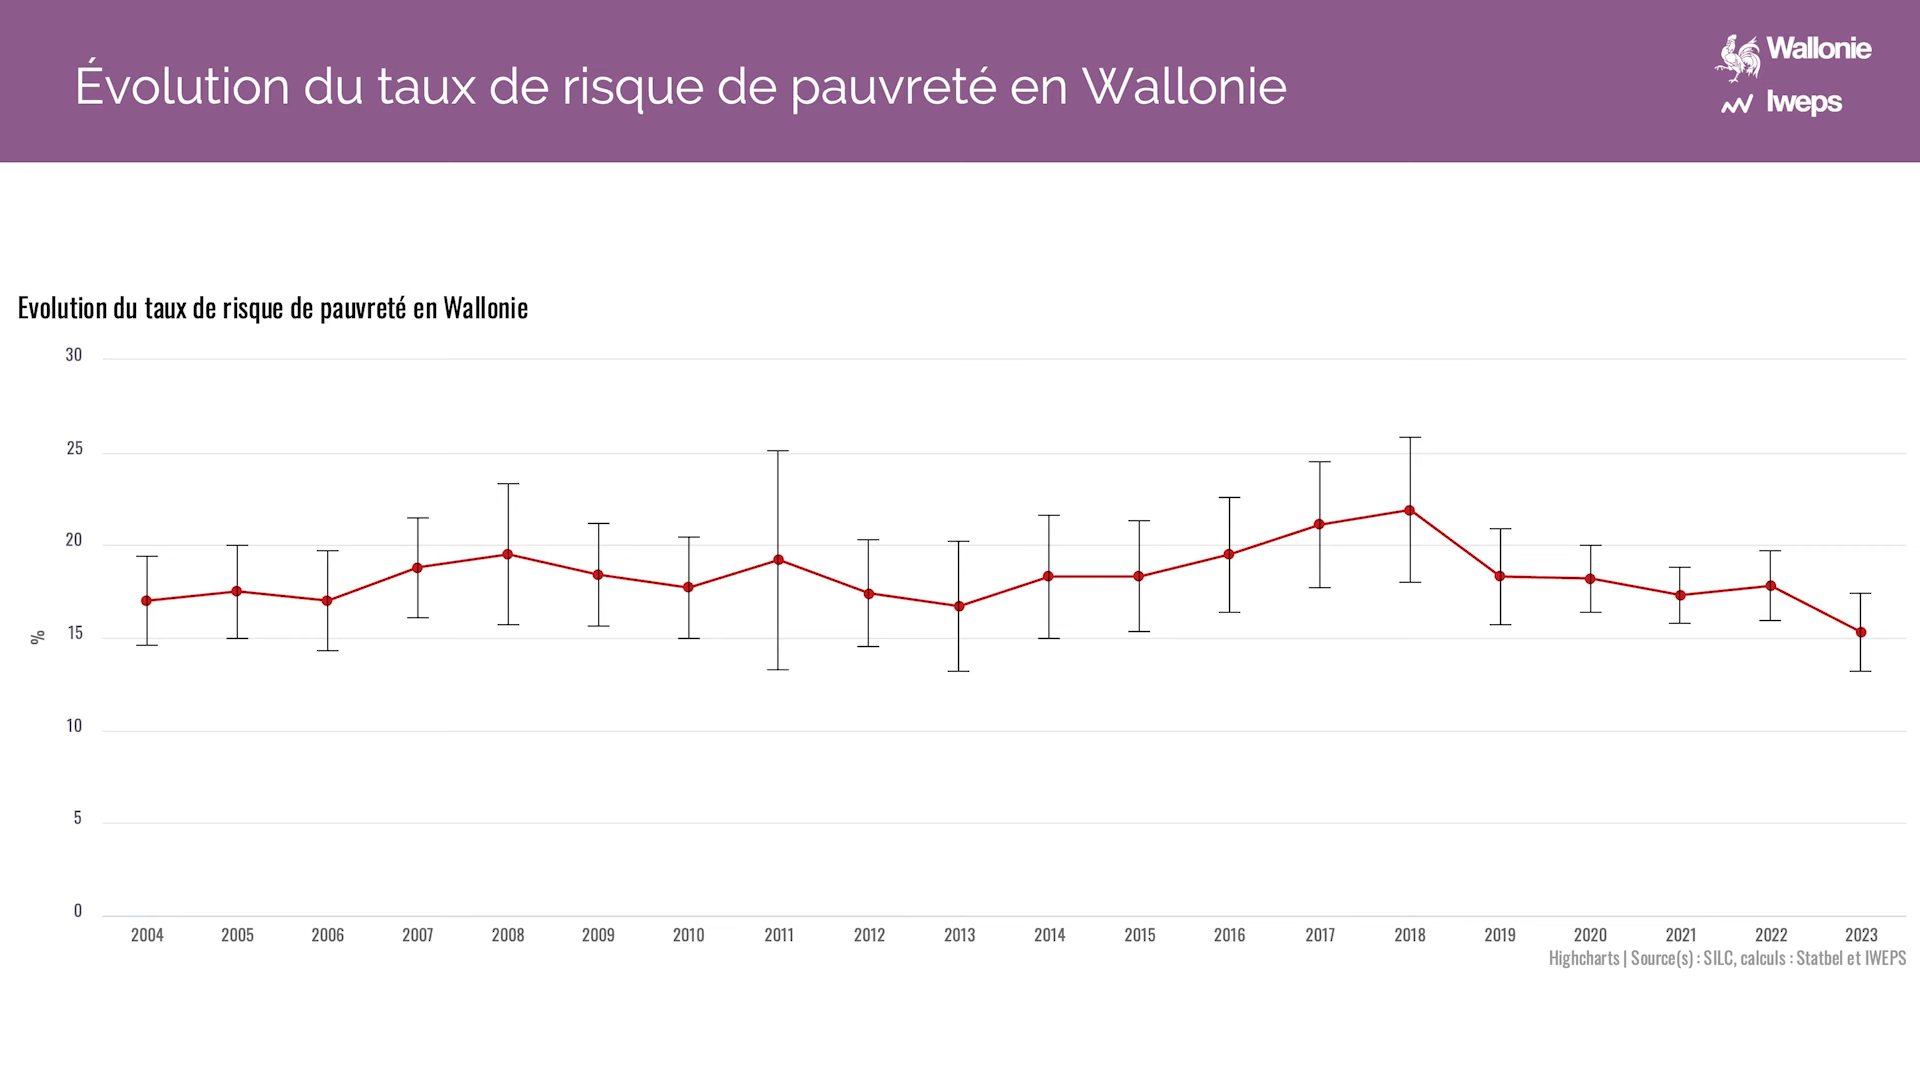 Évolution du taux de risque de pauvreté en Wallonie
Wallonie
Iweps
Evolution du taux de risque de pauvreté en Wallonie
30
25
20
15
10
5
0
%
2004 2005 2006 2007 2008 2009 2010 2011 2012 2013 2014 2015 2016 2017 2018 2019 2020 2021 2022 2023
Highcharts | Source(s) : SILC, calculs : Statbel et IWEPS